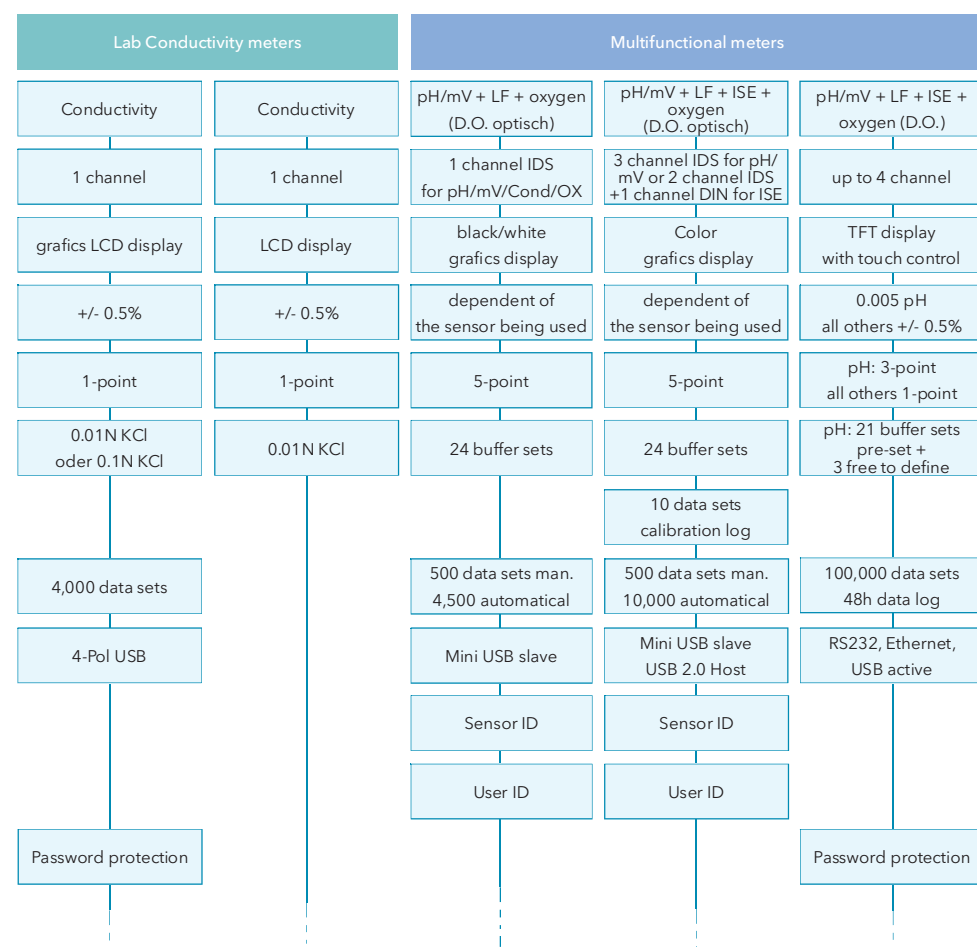 Lab Conductivity meters
Multifunctional meters
Conductivity
Conductivity
pH/mV + LF + oxygen
(D.O. optisch)
pH/mV + LF + ISE +
oxygen
(D.O. optisch)
pH/mV + LF + ISE +
oxygen (D.O.)
1 channel
1 channel
1 channel IDS
for pH/mV/Cond/OX
3 channel IDS for pH/
mV or 2 channel IDS
+1 channel DIN for ISE
up to 4 channel
grafics LCD display
LCD display
black/white
grafics display
Color
grafics display
TFT display
with touch control
+/- 0.5%
+/- 0.5%
dependent of
the sensor being used
dependent of
the sensor being used
0.005 pH
all others +/- 0.5%
1-point
1-point
5-point
5-point
pH: 3-point
all others 1-point
0.01N KCl
oder 0.1N KCl
0.01N KCl
24 buffer sets
24 buffer sets
pH: 21 buffer sets
pre-set +
3 free to define
10 data sets
calibration log
4,000 data sets
500 data sets man.
4,500 automatical
500 data sets man.
10,000 automatical
100,000 data sets
48h data log
4-Pol USB
Mini USB slave
Mini USB slave
USB 2.0 Host
RS232, Ethernet,
USB active
Sensor ID
Sensor ID
User ID
User ID
Password protection
Password protection